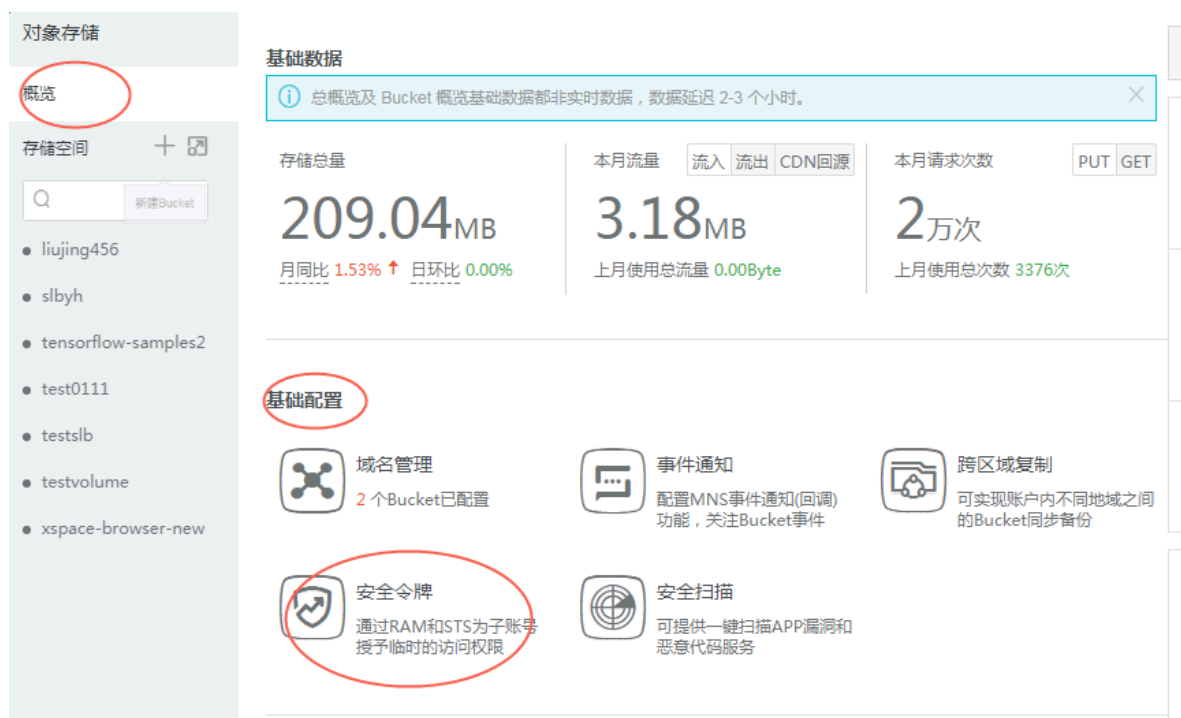 对象存储
概览
存储空间
新建Bucket
liujing456
slbyh
tensorflow-samples2
test0111
testslb
testvolume
xspace-browser-new
基础数据
总概览及 Bucket 概览基础数据都非实时数据，数据延迟 2-3 个小时。
存储总量
209.04MB
月同比 1.53% 日环比 0.00%
本月流量 流入 流出 CDN回源
3.18MB
上月使用总流量 0.00Byte
本月请求次数 PUT GET
2万次
上月使用总次数 3376次
基础配置
域名管理
2 个Bucket已配置
事件通知
配置MNS事件通知(回调)
功能，关注Bucket事件
跨区域复制
可实现账户内不同地域之间
的Bucket同步备份
安全令牌
通过RAM和STS为子账号
授予临时的访问权限
安全扫描
可提供一键扫描APP漏洞和
恶意代码服务